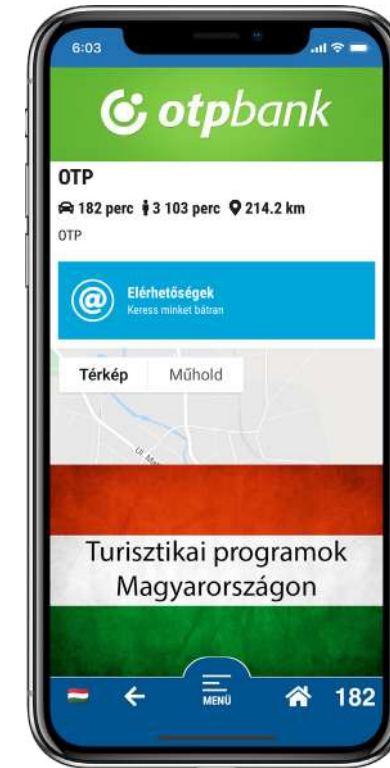 6:03
otpbank
OTP
182 perc 3 103 perc 214.2 km
OTP
@
Elérhetőségek
Keress minket bátran
Térkép Műhold
Turisztikai programok
Magyarországon
MENÜ
182